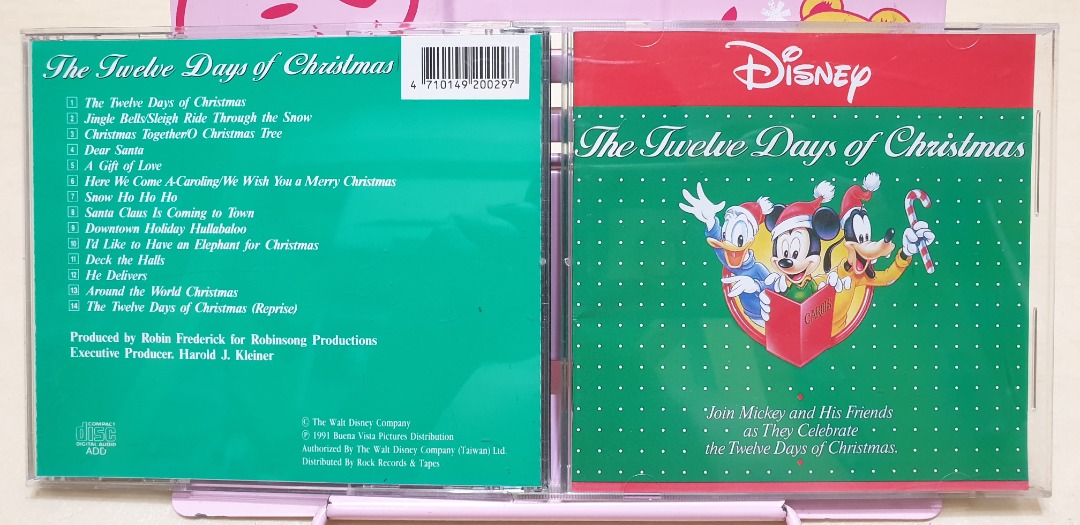 The Twelve Days of Christmas
4 710149 200297
1 The Twelve Days of Christmas
2 Jingle Bells/Sleigh Ride Through the Snow
3 Christmas Together/O Christmas Tree
4 Dear Santa
5 A Gift of Love
6 Here We Come A-Caroling/We Wish You a Merry Christmas
7 Snow Ho Ho Ho
8 Santa Claus Is Coming to Town
9 Downtown Holiday Hullabaloo
10 I'd Like to Have an Elephant for Christmas
11 Deck the Halls
12 He Delivers
13 Around the World Christmas
14 The Twelve Days of Christmas (Reprise)
Produced by Robin Frederick for Robinsong Productions
Executive Producer, Harold J. Kleiner
COMPACT
disc
DIGITAL AUDIO
ADD
© The Walt Disney Company
℗ 1991 Buena Vista Pictures Distribution
Authorized By The Walt Disney Company (Taiwan) Ltd.
Distributed By Rock Records & Tapes
Disney
The Twelve Days of Christmas
CAROLS
Join Mickey and His Friends
as They Celebrate
the Twelve Days of Christmas.